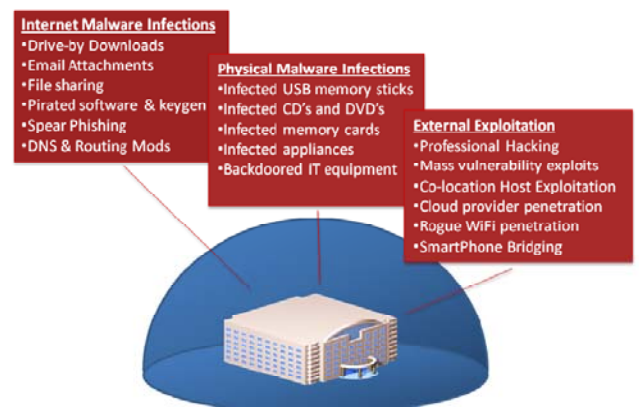 Internet Malware Infections
•Drive-by Downloads
•Email Attachments
•File sharing
•Pirated software & keygen
•Spear Phishing
•DNS & Routing Mods
Physical Malware Infections
•Infected USB memory sticks
•Infected CD's and DVD's
•Infected memory cards
•Infected appliances
•Backdoored IT equipment
External Exploitation
•Professional Hacking
•Mass vulnerability exploits
•Co-location Host Exploitation
•Cloud provider penetration
•Rogue WiFi penetration
•SmartPhone Bridging